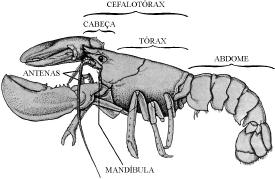 CEFALOTÓRAX
CABEÇA
TÓRAX
ABDOME
ANTENAS
MANDÍBULA